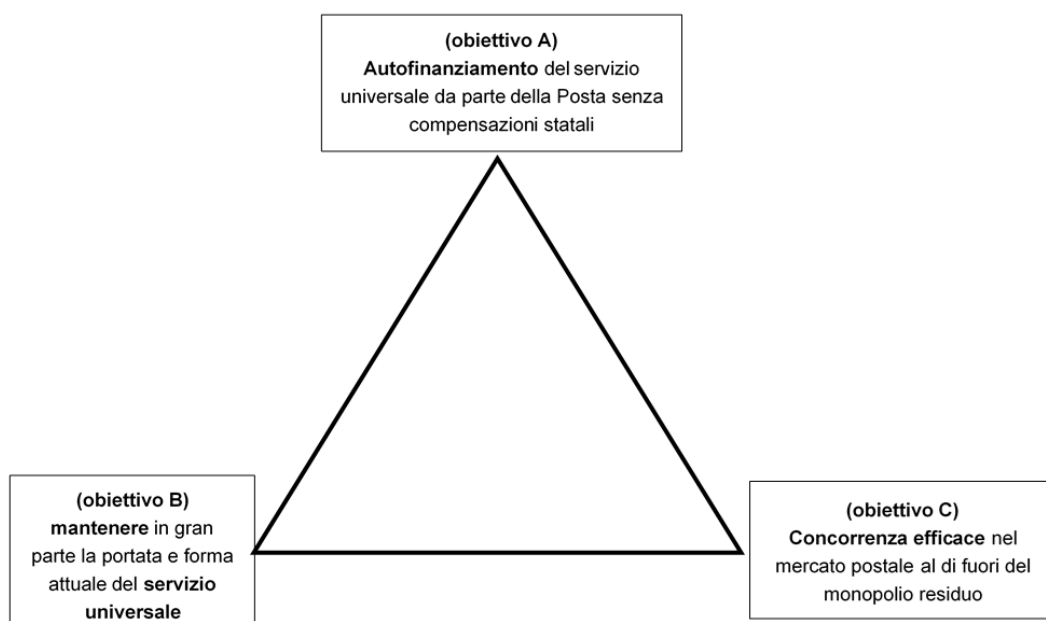 (obiettivo A)
Autofinanziamento del servizio
universale da parte della Posta senza
compensazioni statali
(obiettivo B)
mantenere in gran
parte la portata e forma
attuale del servizio
universale
(obiettivo C)
Concorrenza efficace nel
mercato postale al di fuori del
monopolio residuo